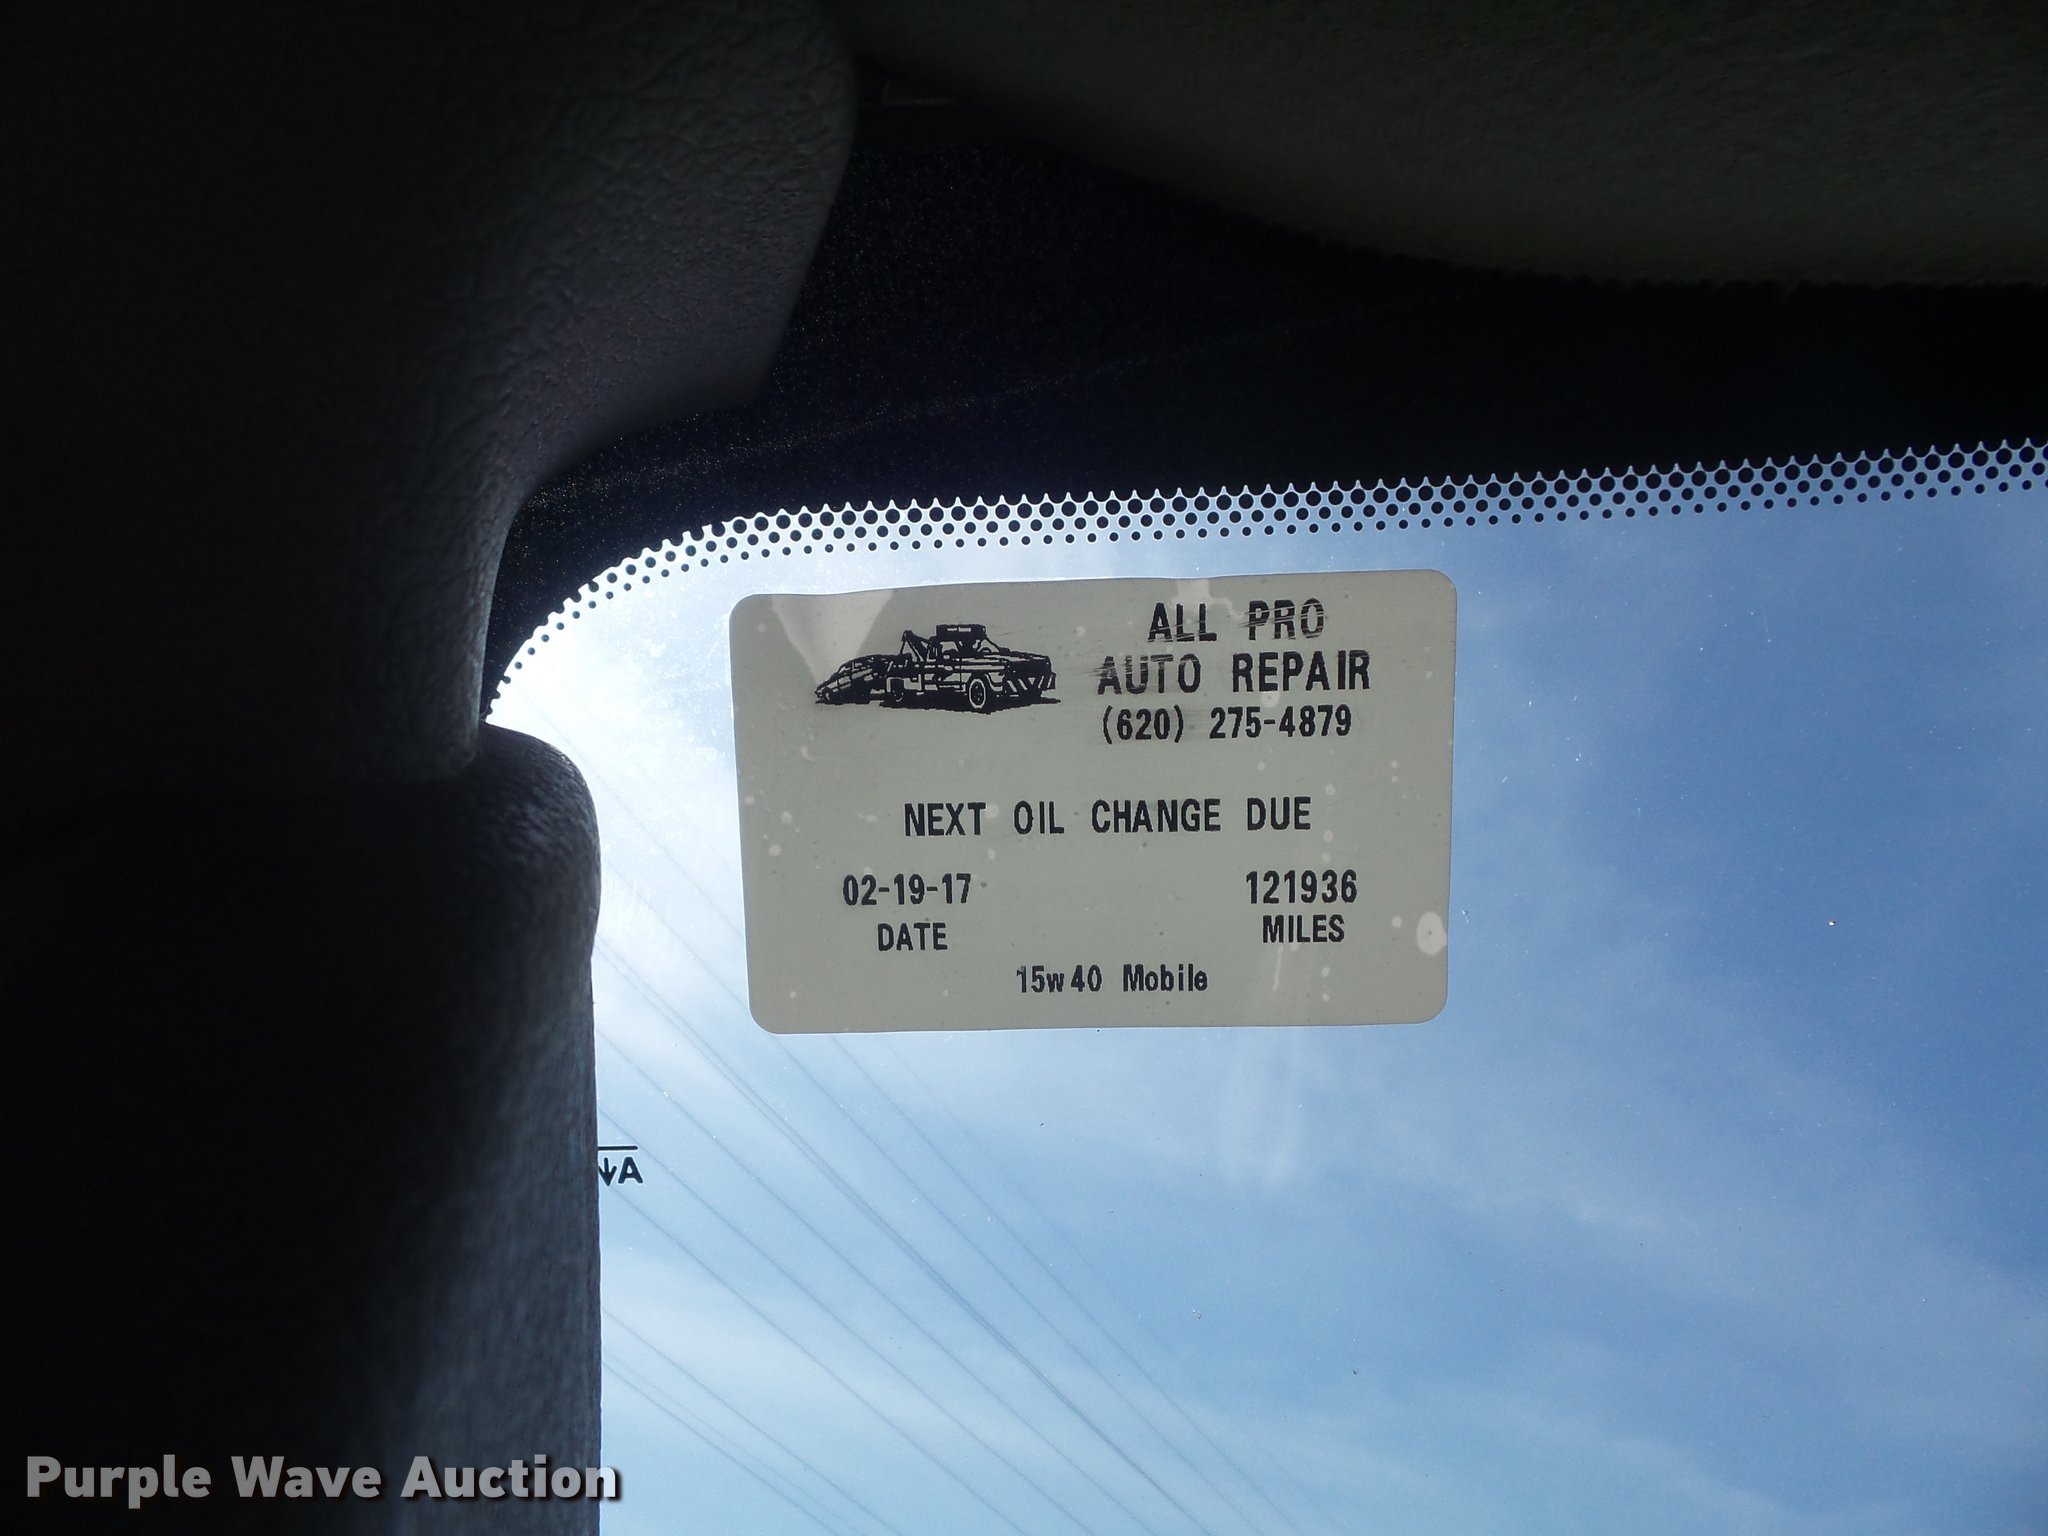 ALL PRO
AUTO REPAIR
(620) 275-4879
NEXT OIL CHANGE DUE
02-19-17 121936
DATE MILES
15w40 Mobile
A
Purple Wave Auction